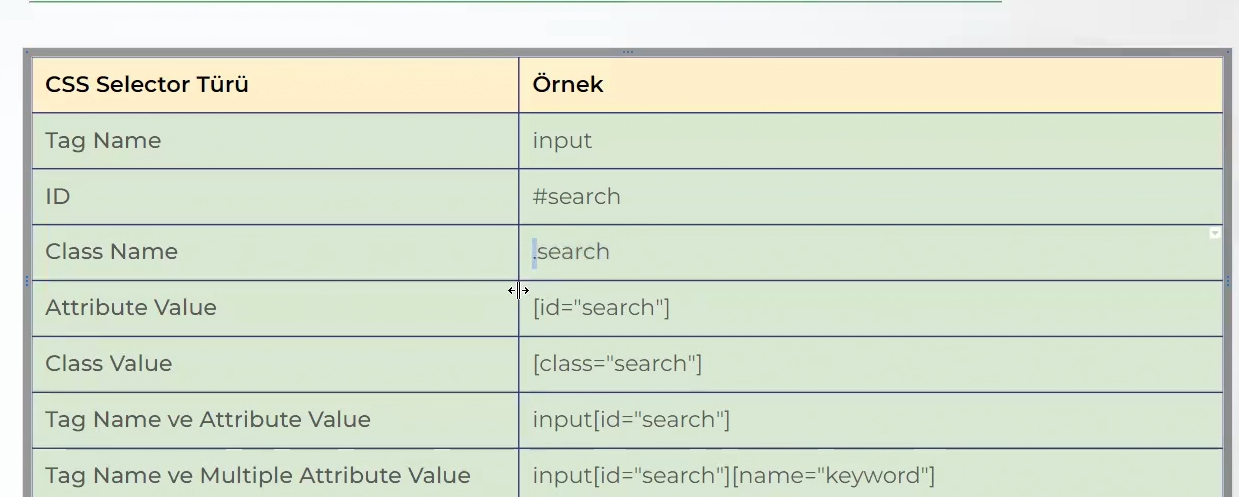 CSS Selector Türü Örnek
Tag Name input
ID #search
Class Name .search
Attribute Value [id="search"]
Class Value [class="search"]
Tag Name ve Attribute Value input[id="search"]
Tag Name ve Multiple Attribute Value input[id="search"][name="keyword"]